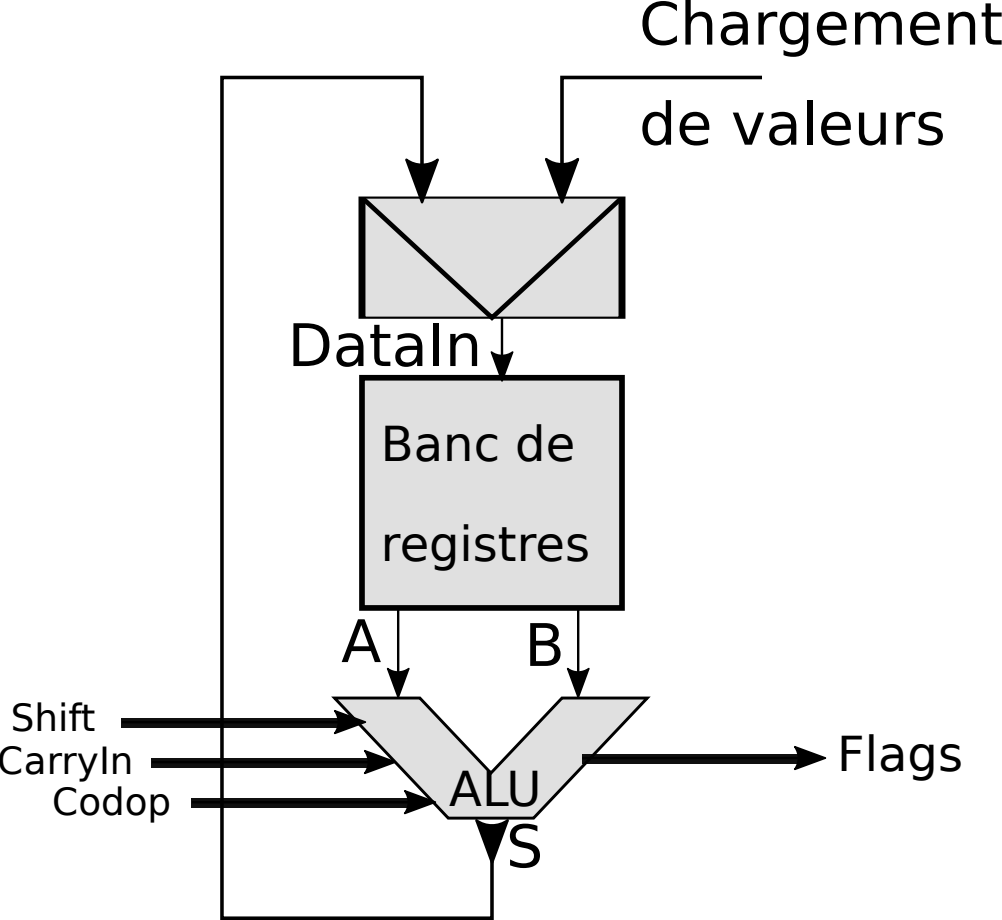 Chargement
de valeurs
DataIn
Banc de
registres
A
B
Shift
CarryIn
Codop
ALU
Flags
S